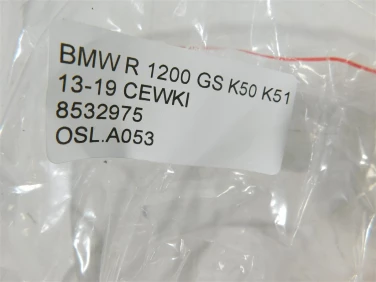 BMW R 1200 GS K50 K51
13-19 CEWKI
8532975
OSL.A053